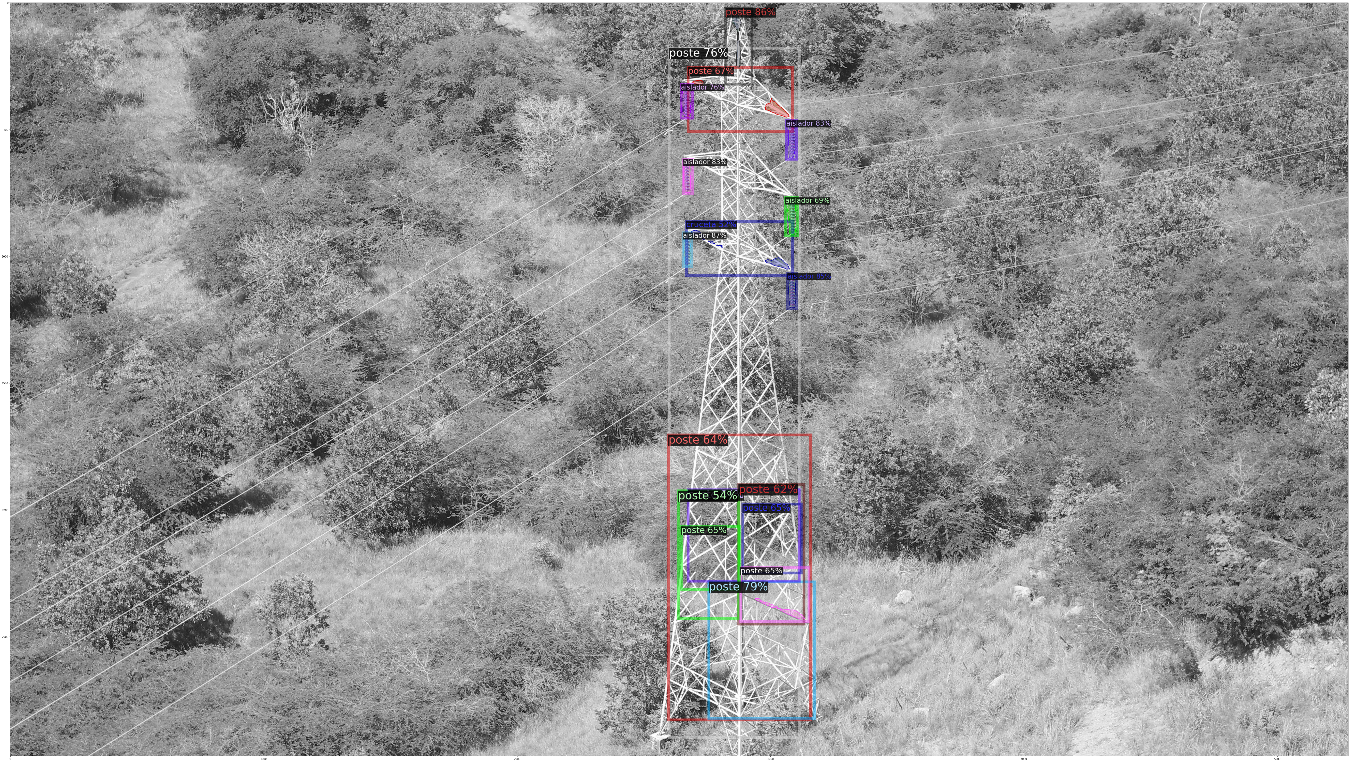 poste 86%
poste 76%
poste 67%
aislador 76%
aislador 83%
aislador 83%
aislador 69%
aislador 87%
poste 64%
poste 62%
poste 54%
poste 65%
poste 65%
poste 79%